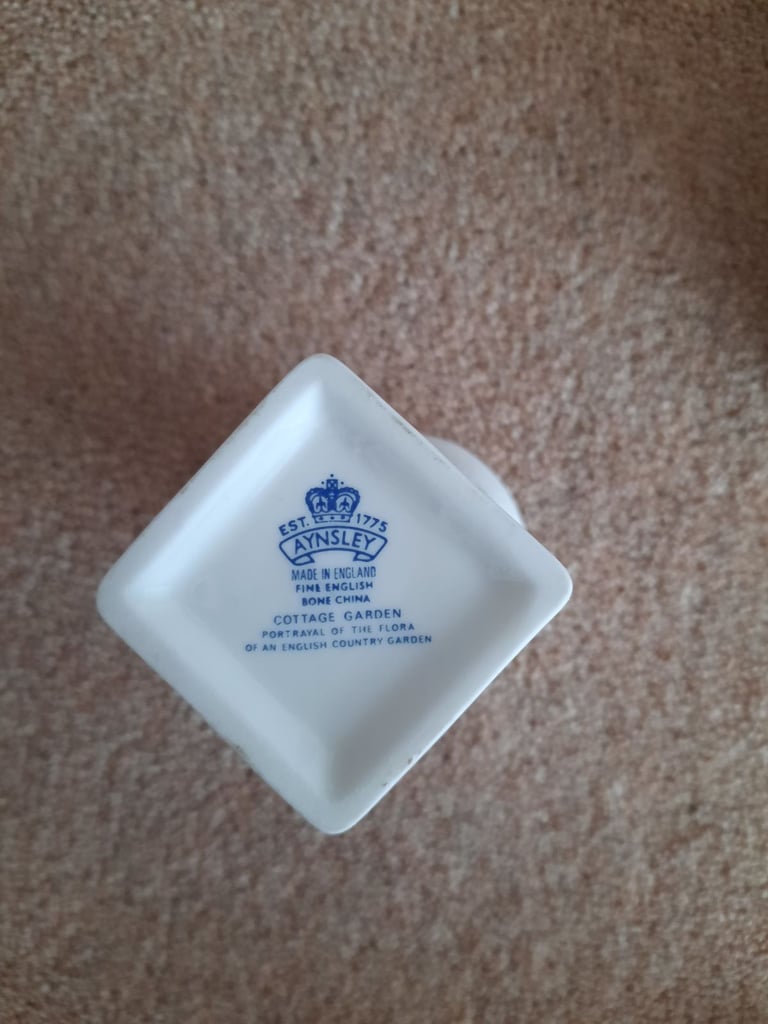 EST. 1775
AYNSLEY
MADE IN ENGLAND
FINE ENGLISH
BONE CHINA
COTTAGE GARDEN
PORTRAYAL OF THE FLORA
OF AN ENGLISH COUNTRY GARDEN